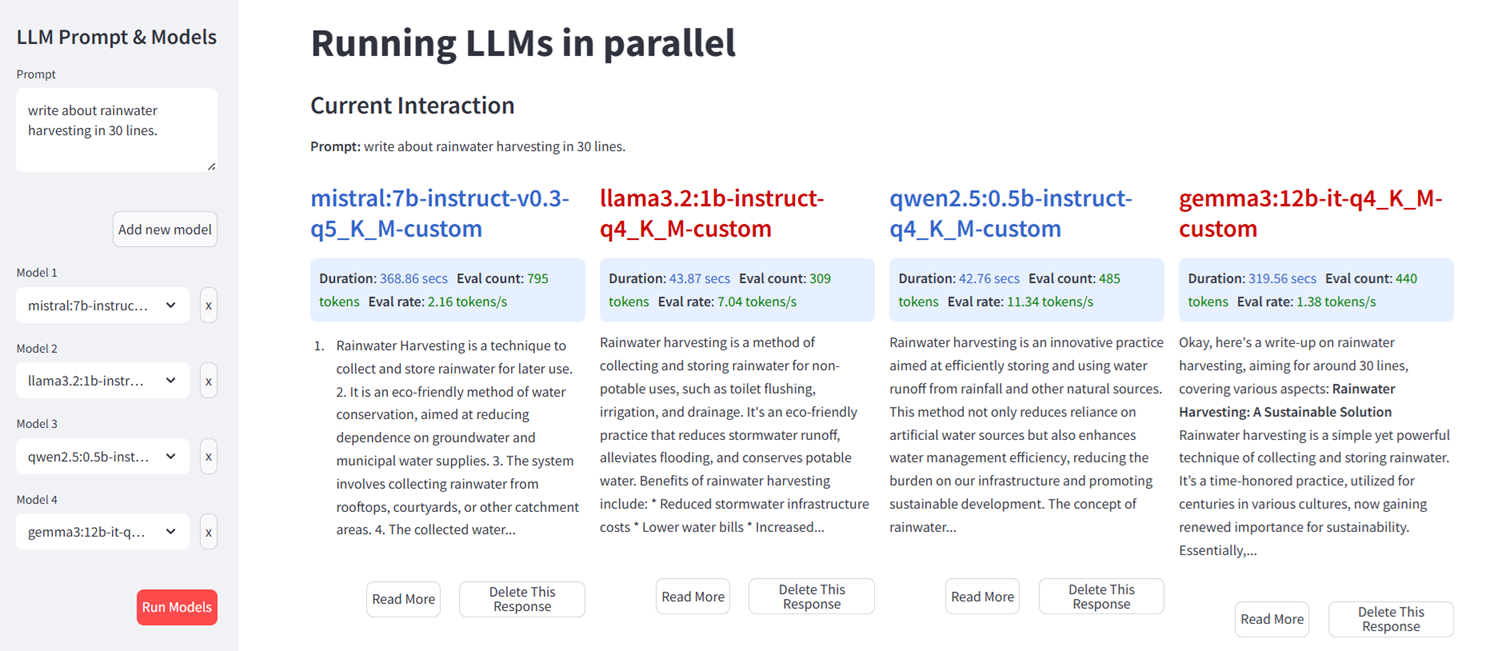 LLM Prompt & Models
Prompt
write about rainwater
harvesting in 30 lines.
Add new model
Model 1
mistral:7b-instruc...
x
Model 2
llama3.2:1b-instr...
x
Model 3
qwen2.5:0.5b-inst...
x
Model 4
gemma3:12b-it-q...
x
Run Models
Running LLMs in parallel
Current Interaction
Prompt: write about rainwater harvesting in 30 lines.
mistral:7b-instruct-v0.3-
q5_K_M-custom
Duration: 368.86 secs Eval count: 795
tokens Eval rate: 2.16 tokens/s
1. Rainwater Harvesting is a technique to
collect and store rainwater for later use.
2. It is an eco-friendly method of water
conservation, aimed at reducing
dependence on groundwater and
municipal water supplies. 3. The system
involves collecting rainwater from
rooftops, courtyards, or other catchment
areas. 4. The collected water...
Read More
Delete This
Response
llama3.2:1b-instruct-
q4_K_M-custom
Duration: 43.87 secs Eval count: 309
tokens Eval rate: 7.04 tokens/s
Rainwater harvesting is a method of
collecting and storing rainwater for non-
potable uses, such as toilet flushing,
irrigation, and drainage. It's an eco-friendly
practice that reduces stormwater runoff,
alleviates flooding, and conserves potable
water. Benefits of rainwater harvesting
include: * Reduced stormwater infrastructure
costs * Lower water bills * Increased...
Read More
Delete This
Response
qwen2.5:0.5b-instruct-
q4_K_M-custom
Duration: 42.76 secs Eval count: 485
tokens Eval rate: 11.34 tokens/s
Rainwater harvesting is an innovative practice
aimed at efficiently storing and using water
runoff from rainfall and other natural sources.
This method not only reduces reliance on
artificial water sources but also enhances
water management efficiency, reducing the
burden on our infrastructure and promoting
sustainable development. The concept of
rainwater...
Read More
Delete This
Response
gemma3:12b-it-q4_K_M-
custom
Duration: 319.56 secs Eval count: 440
tokens Eval rate: 1.38 tokens/s
Okay, here's a write-up on rainwater
harvesting, aiming for around 30 lines,
covering various aspects: Rainwater
Harvesting: A Sustainable Solution
Rainwater harvesting is a simple yet powerful
technique of collecting and storing rainwater.
It's a time-honored practice, utilized for
centuries in various cultures, now gaining
renewed importance for sustainability.
Essentially,...
Read More
Delete This
Response